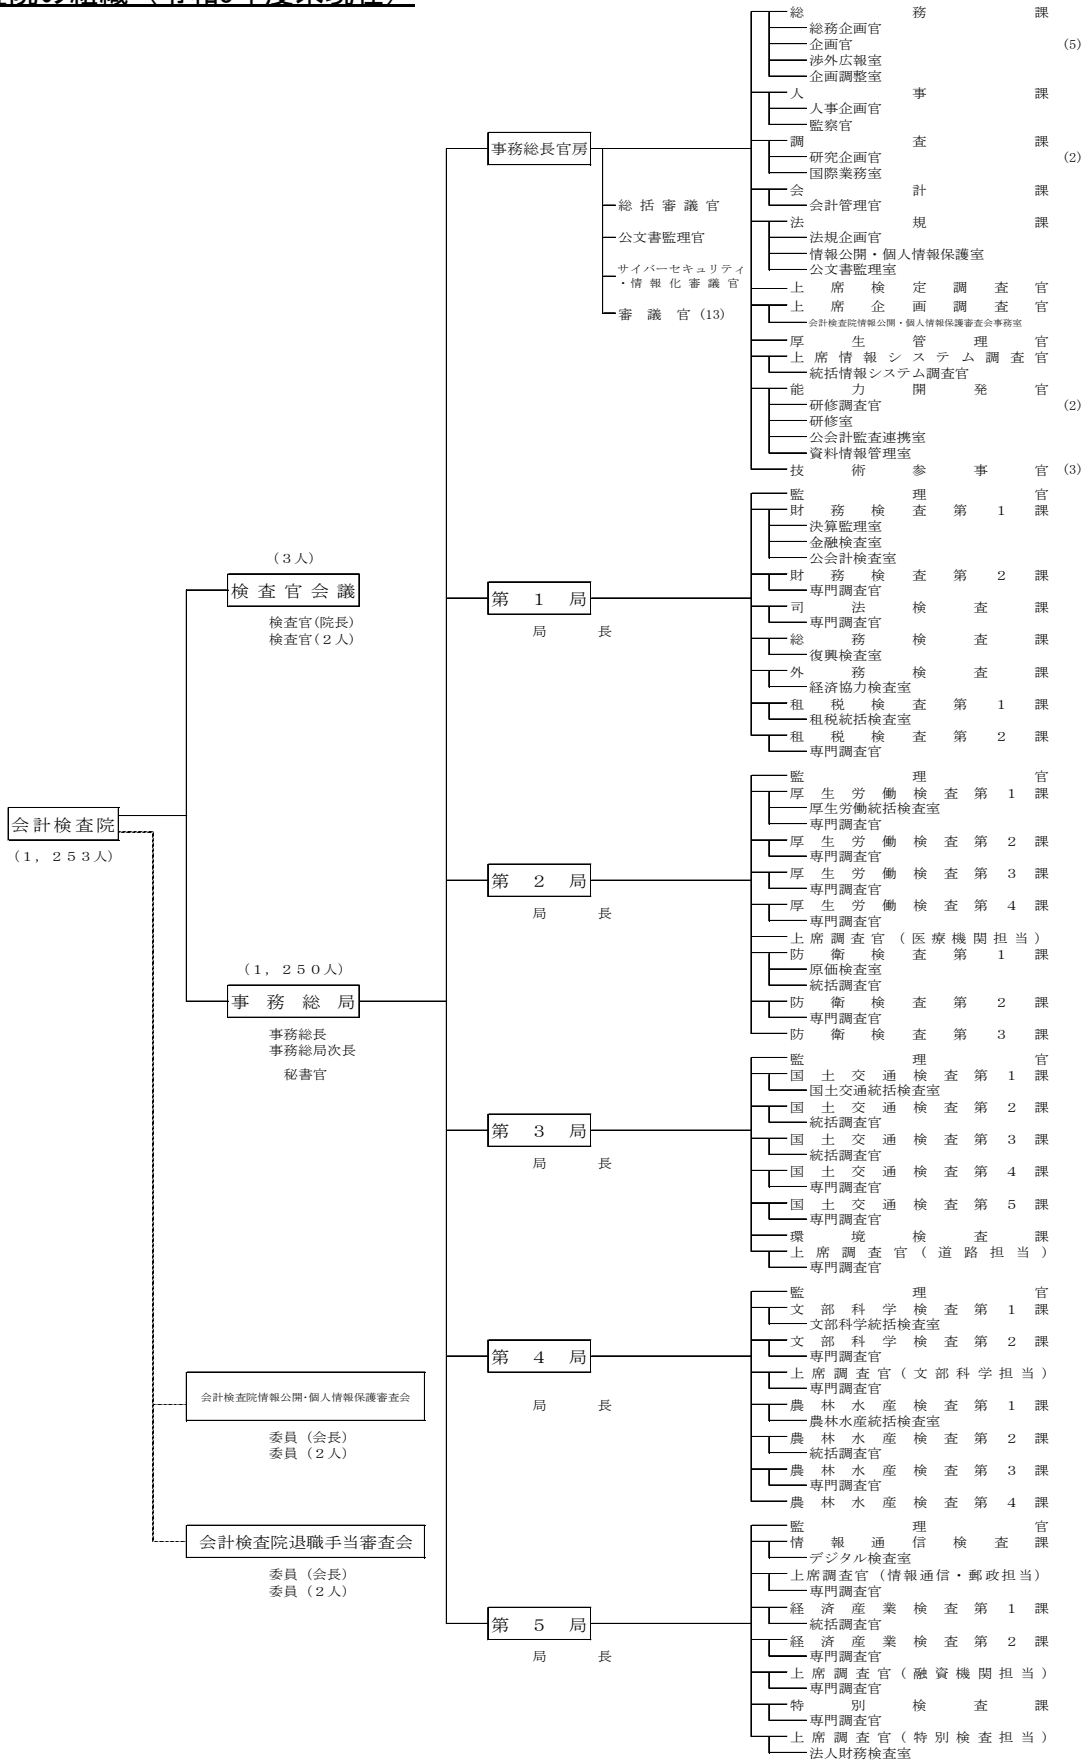 総務課
総務企画官
企画官 (5)
渉外広報室
企画調整室
人事課
人事企画官
監察官
調査課
研究企画官 (2)
国際業務室
会計課
会計管理官
法規課
法規企画官
情報公開・個人情報保護室
公文書監理室
上席検定調査官
上席企画調査官
会計検査院情報公開・個人情報保護審査会事務室
厚生管理官
上席情報システム調査官
統括情報システム調査官
能力開発官
研修調査官 (2)
研修室
公会計監査連携室
資料情報管理室
技術参事官 (3)
事務総長官房
総括審議官
公文書監理官
サイバーセキュリティ
・情報化審議官
審議官 (13)
監理官
財務検査第1課
決算監理室
金融検査室
公会計検査室
財務検査第2課
専門調査官
司法検査課
専門調査官
総務検査課
復興検査室
外務検査課
経済協力検査室
租税検査第1課
租税統括検査室
租税検査第2課
専門調査官
第1局
局長
(3人)
検査官会議
検査官(院長)
検査官(2人)
会計検査院
(1,253人)
監理官
厚生労働検査第1課
厚生労働統括検査室
専門調査官
厚生労働検査第2課
専門調査官
厚生労働検査第3課
専門調査官
厚生労働検査第4課
専門調査官
上席調査官(医療機関担当)
防衛検査第1課
原価検査室
統括調査官
防衛検査第2課
専門調査官
防衛検査第3課
第2局
局長
(1,250人)
事務総局
事務総長
事務総局次長
秘書官
監理官
国土交通検査第1課
国土交通統括検査室
国土交通検査第2課
統括調査官
国土交通検査第3課
統括調査官
国土交通検査第4課
専門調査官
国土交通検査第5課
専門調査官
環境検査課
上席調査官(道路担当)
専門調査官
第3局
局長
監理官
文部科学検査第1課
文部科学統括検査室
文部科学検査第2課
専門調査官
上席調査官(文部科学担当)
専門調査官
農林水産検査第1課
農林水産統括検査室
農林水産検査第2課
統括調査官
農林水産検査第3課
専門調査官
農林水産検査第4課
第4局
局長
会計検査院情報公開・個人情報保護審査会
委員(会長)
委員(2人)
会計検査院退職手当審査会
委員(会長)
委員(2人)
監理官
情報通信検査課
デジタル検査室
上席調査官(情報通信・郵政担当)
専門調査官
経済産業検査第1課
統括調査官
経済産業検査第2課
専門調査官
上席調査官(融資機関担当)
専門調査官
特別検査課
専門調査官
上席調査官(特別検査担当)
法人財務検査室
第5局
局長